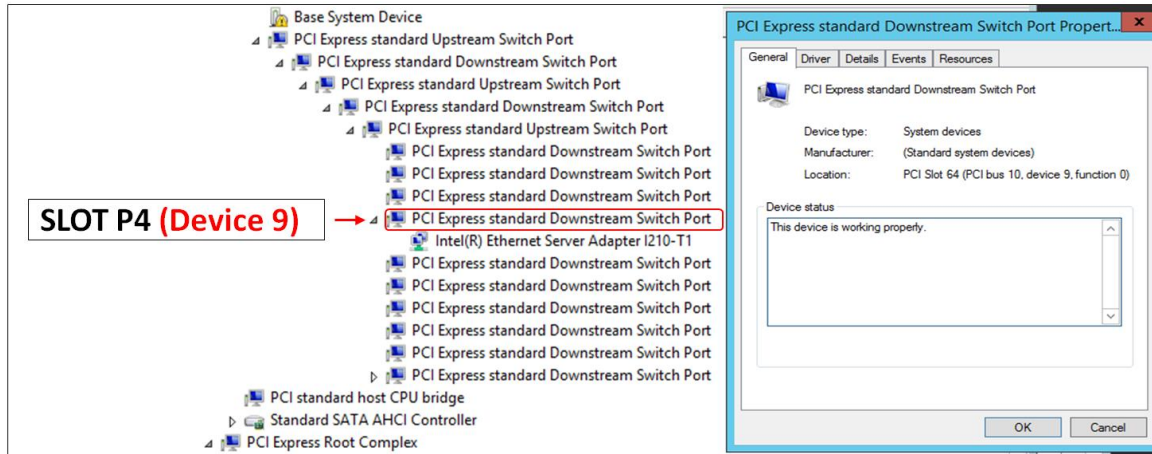 Base System Device
PCI Express standard Upstream Switch Port
PCI Express standard Downstream Switch Port
PCI Express standard Upstream Switch Port
PCI Express standard Downstream Switch Port
PCI Express standard Upstream Switch Port
PCI Express standard Downstream Switch Port
PCI Express standard Downstream Switch Port
PCI Express standard Downstream Switch Port
SLOT P4 (Device 9)
PCI Express standard Downstream Switch Port
Intel(R) Ethernet Server Adapter I210-T1
PCI Express standard Downstream Switch Port
PCI Express standard Downstream Switch Port
PCI Express standard Downstream Switch Port
PCI Express standard Downstream Switch Port
PCI Express standard Downstream Switch Port
PCI Express standard Downstream Switch Port
PCI standard host CPU bridge
Standard SATA AHCI Controller
PCI Express Root Complex
PCI Express standard Downstream Switch Port Propert... x
General Driver Details Events Resources
PCI Express standard Downstream Switch Port
Device type: System devices
Manufacturer: (Standard system devices)
Location: PCI Slot 64 (PCI bus 10, device 9, function 0)
Device status
This device is working properly.
OK Cancel